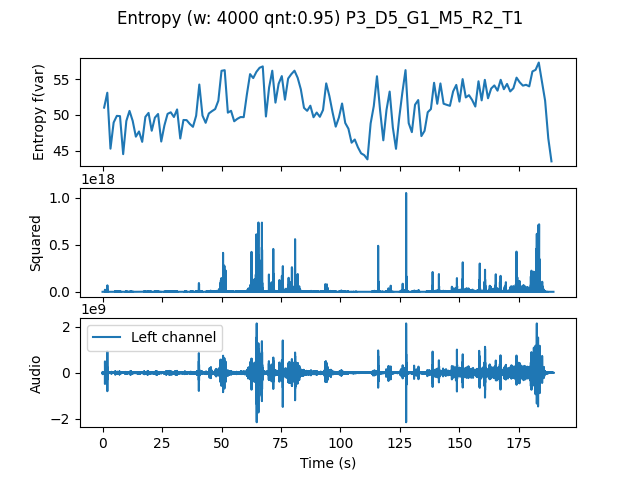 Entropy (w: 4000 qnt:0.95) P3_D5_G1_M5_R2_T1
Entropy f(var)
55
50
45
1e18
Squared
1.0
0.5
0.0
1e9
Audio
2
0
−2
Left channel
0 25 50 75 100 125 150 175
Time (s)